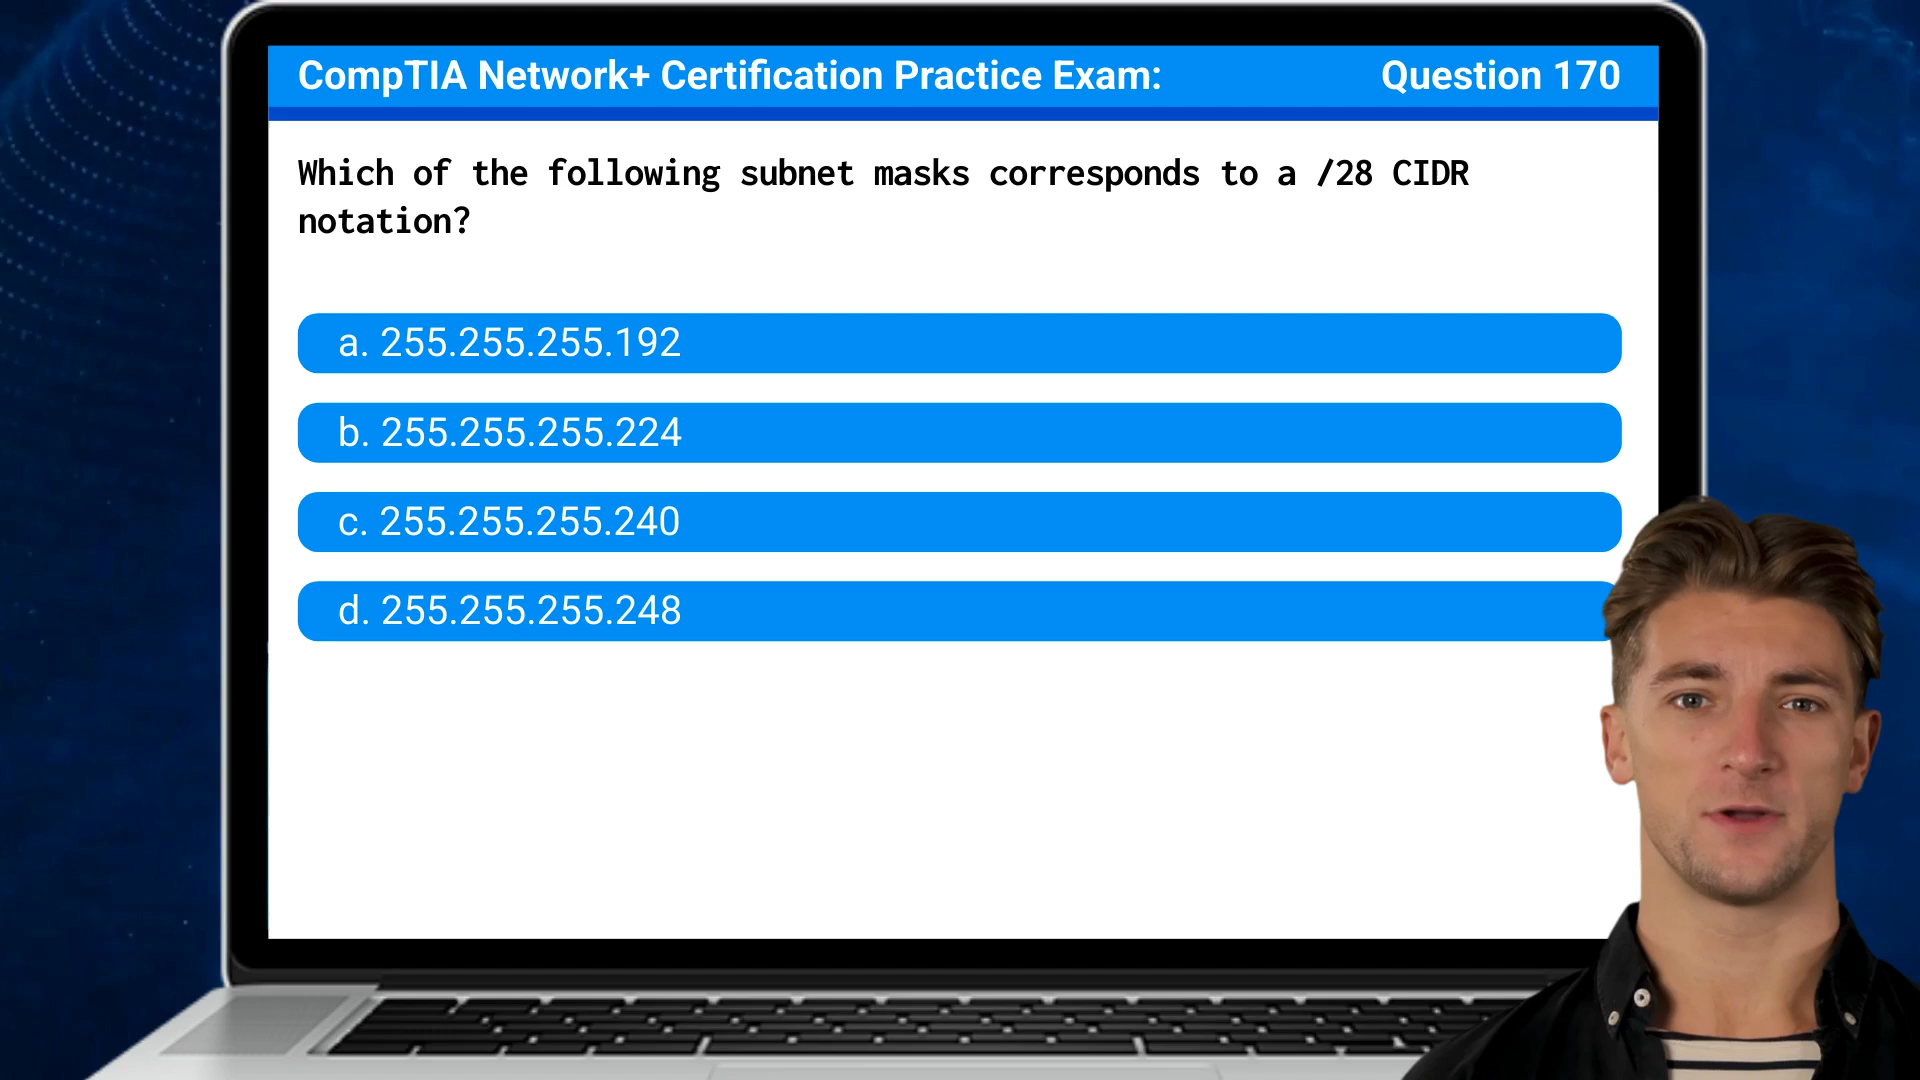 CompTIA Network+ Certification Practice Exam:
Question 170
Which of the following subnet masks corresponds to a /28 CIDR
notation?
a. 255.255.255.192
b. 255.255.255.224
c. 255.255.255.240
d. 255.255.255.248